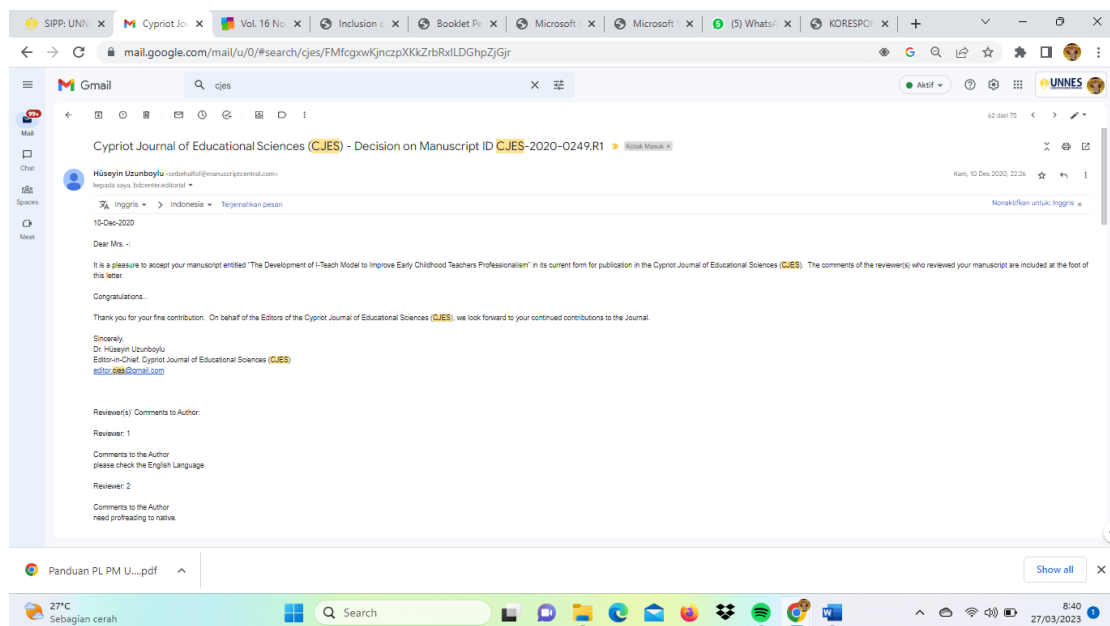 SIPP: UNN
Cypriot Jou
Vol. 16 No.
Inclusion c
Booklet Pe
Microsoft
Microsoft
(5) WhatsA
KORESPON
mail.google.com/mail/u/0/#search/cjes/FMfcgxwKjnczpXKkZrbRxILDGhpZjGjr
Gmail
cjes
Aktif
UNNES
99+
Mail
Chat
Spaces
Meet
62 dari 75
Cypriot Journal of Educational Sciences (CJES) - Decision on Manuscript ID CJES-2020-0249.R1
Kotak Masuk ×
Hüseyin Uzunboylu <onbehalfof@manuscriptcentral.com>
Kam, 10 Des 2020, 22.26
kepada saya, bdcenter.editorial
Inggris > Indonesia Terjemahkan pesan
Nonaktifkan untuk: Inggris ×
10-Dec-2020
Dear Mrs. -:
It is a pleasure to accept your manuscript entitled "The Development of I-Teach Model to Improve Early Childhood Teachers Professionalism" in its current form for publication in the Cypriot Journal of Educational Sciences (CJES). The comments of the reviewer(s) who reviewed your manuscript are included at the foot of
this letter.
Congratulations...
Thank you for your fine contribution. On behalf of the Editors of the Cypriot Journal of Educational Sciences (CJES), we look forward to your continued contributions to the Journal.
Sincerely,
Dr. Hüseyin Uzunboylu
Editor-in-Chief, Cypriot Journal of Educational Sciences (CJES)
editor.cjes@gmail.com
Reviewer(s)' Comments to Author:
Reviewer: 1
Comments to the Author
please check the English Language
Reviewer: 2
Comments to the Author
need profreading to native.
Panduan PL PM U....pdf
Show all
27°C
Sebagian cerah
Search
8:40
27/03/2023
1